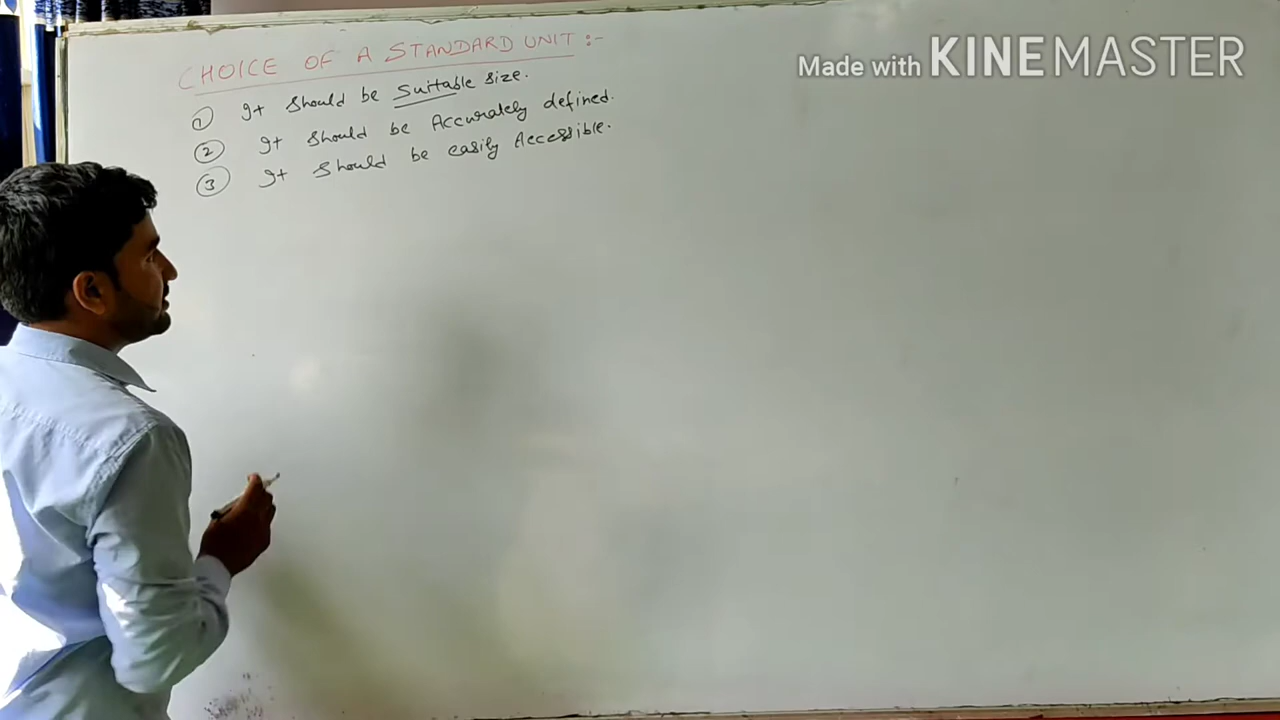 CHOICE OF A STANDARD UNIT :-
① It should be suitable size.
② It should be Accurately defined.
③ It should be easily Accessible.
Made with KINEMASTER